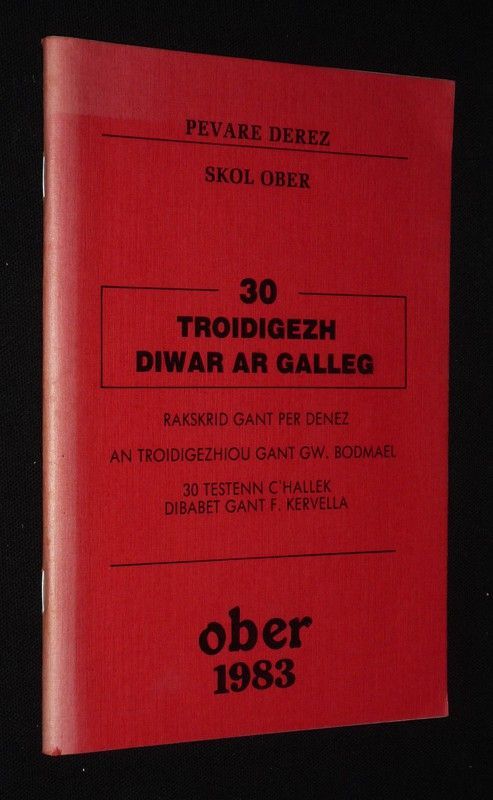 PEVARE DEREZ
SKOL OBER
30
TROIDIGEZH
DIWAR AR GALLEG
RAKSKRID GANT PER DENEZ
AN TROIDIGEZHIOU GANT GW. BODMAEL
30 TESTENN C'HALLEK
DIBABET GANT F. KERVELLA
ober
1983